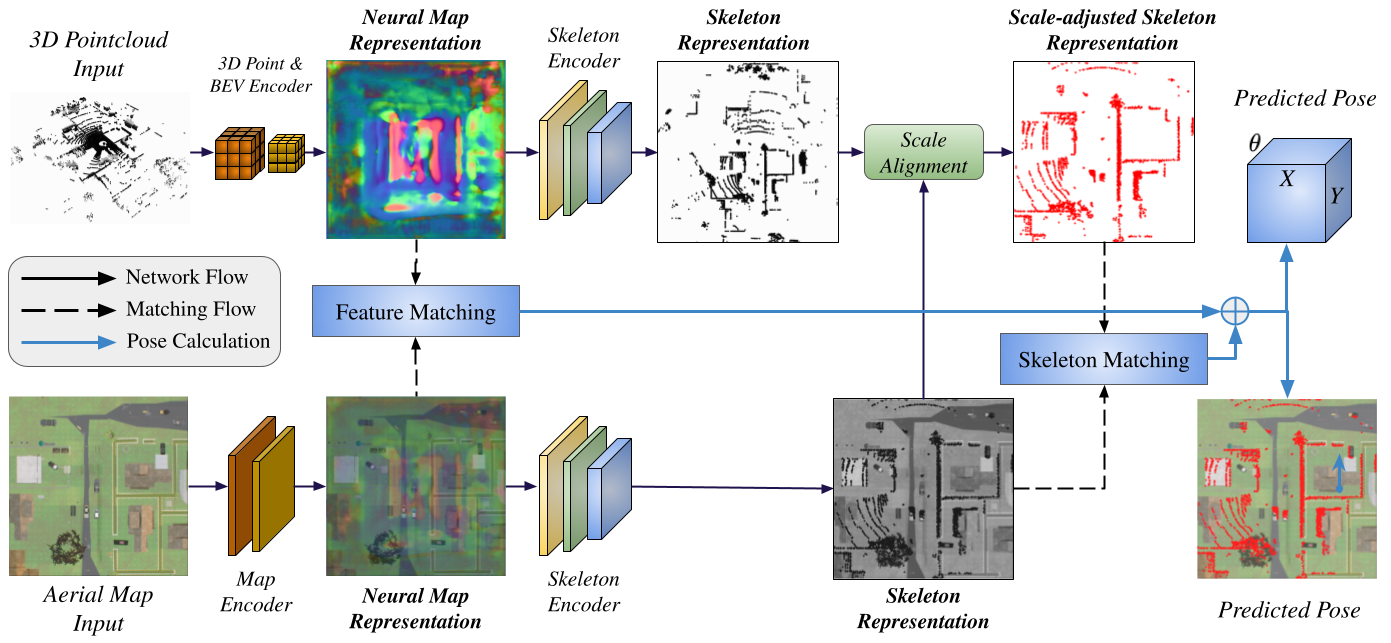 3D Pointcloud
Input
3D Point &
BEV Encoder
Neural Map
Representation
Skeleton
Encoder
Skeleton
Representation
Scale
Alignment
Scale-adjusted Skeleton
Representation
Predicted Pose
θ
X
Y
Network Flow
Matching Flow
Pose Calculation
Feature Matching
Skeleton Matching
Aerial Map
Input
Map
Encoder
Neural Map
Representation
Skeleton
Encoder
Skeleton
Representation
Predicted Pose